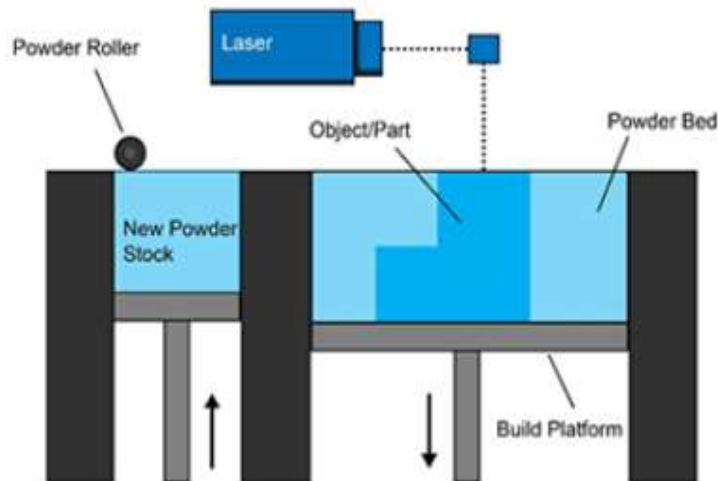 Laser
Powder Roller
Object/Part
Powder Bed
New Powder
Stock
Build Platform